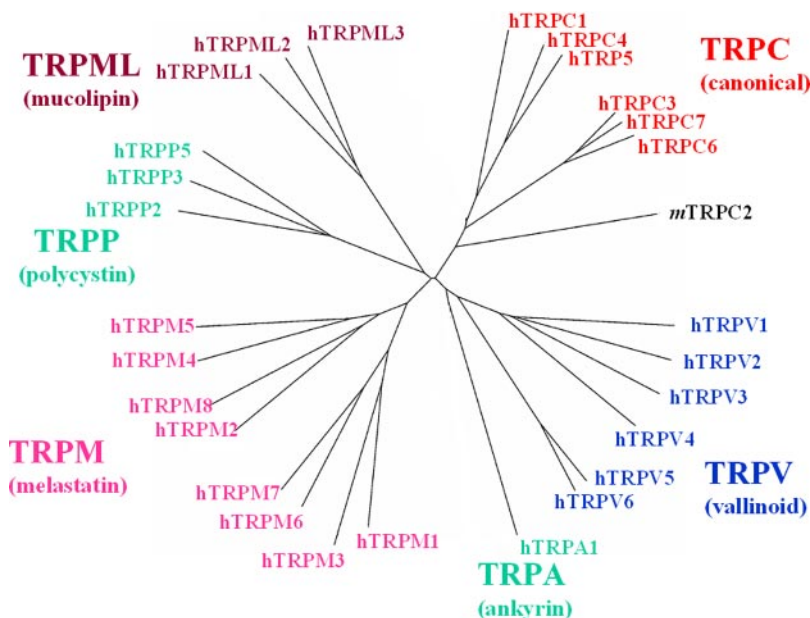 hTRPML3
hTRPML2
hTRPML1
TRPML
(mucolipin)
hTRPC1
hTRPC4
hTRP5
TRPC
(canonical)
hTRPC3
hTRPC7
hTRPC6
mTRPC2
hTRPP5
hTRPP3
hTRPP2
TRPP
(polycystin)
hTRPM5
hTRPM4
hTRPM8
hTRPM2
TRPM
(melastatin)
hTRPM7
hTRPM6
hTRPM3
hTRPM1
hTRPV1
hTRPV2
hTRPV3
hTRPV4
hTRPV5
hTRPV6
TRPV
(vallinoid)
hTRPA1
TRPA
(ankyrin)